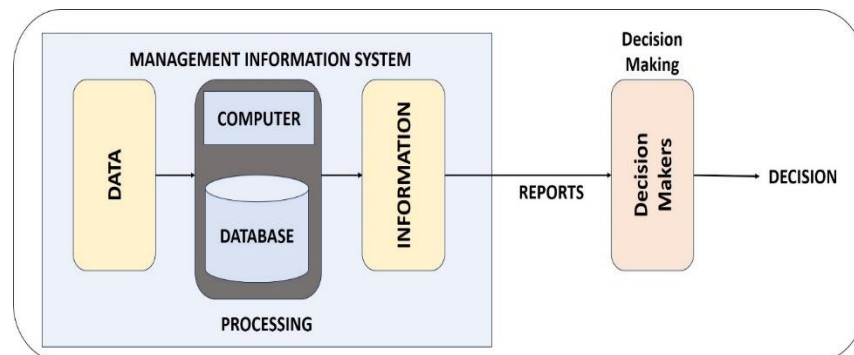 MANAGEMENT INFORMATION SYSTEM
DATA
COMPUTER
DATABASE
PROCESSING
INFORMATION
REPORTS
Decision
Making
Decision
Makers
DECISION